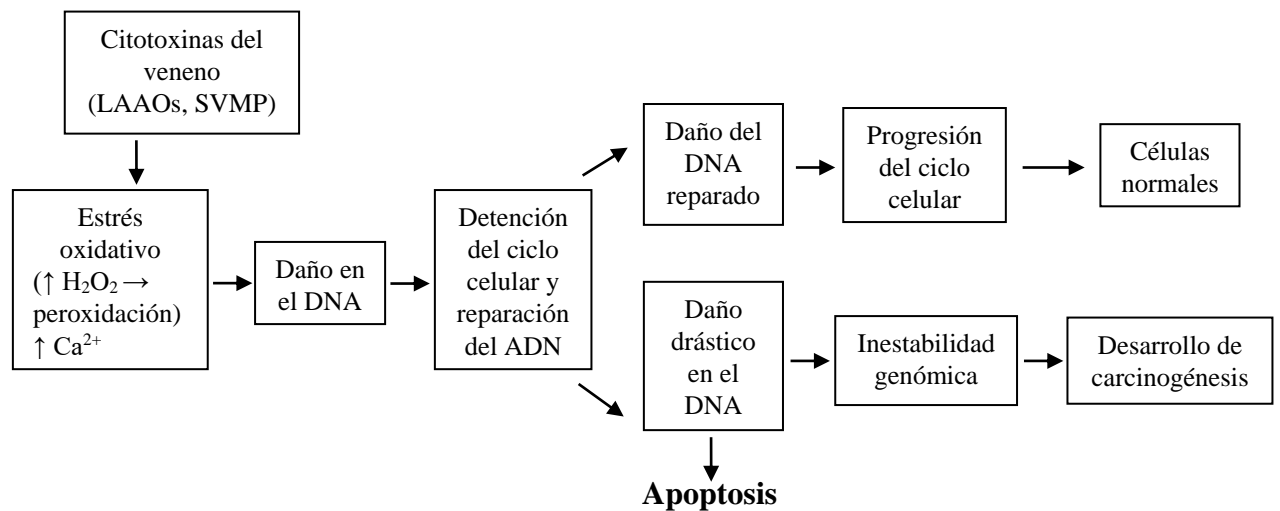 Citotoxinas del
veneno
(LAAOs, SVMP)
Estrés
oxidativo
(↑ H₂O₂ →
peroxidación)
↑ Ca²⁺
Daño en
el DNA
Detención
del ciclo
celular y
reparación
del ADN
Daño del
DNA
reparado
Progresión
del ciclo
celular
Células
normales
Daño
drástico
en el
DNA
Inestabilidad
genómica
Desarrollo de
carcinogénesis
Apoptosis